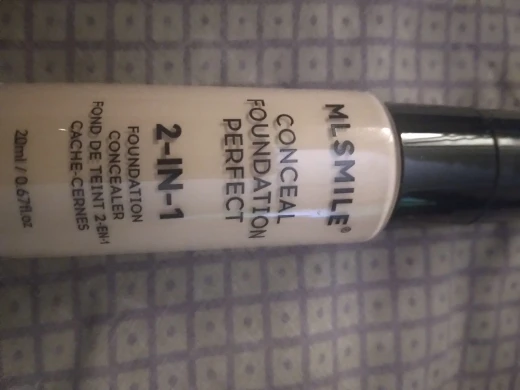 MLSMILE®
CONCEAL
FOUNDATION
PERFECT
2-IN-1
FOUNDATION
CONCEALER
FOND DE TEINT 2-EN-1
CACHE-CERNES
20ml / 0.67fl.oz